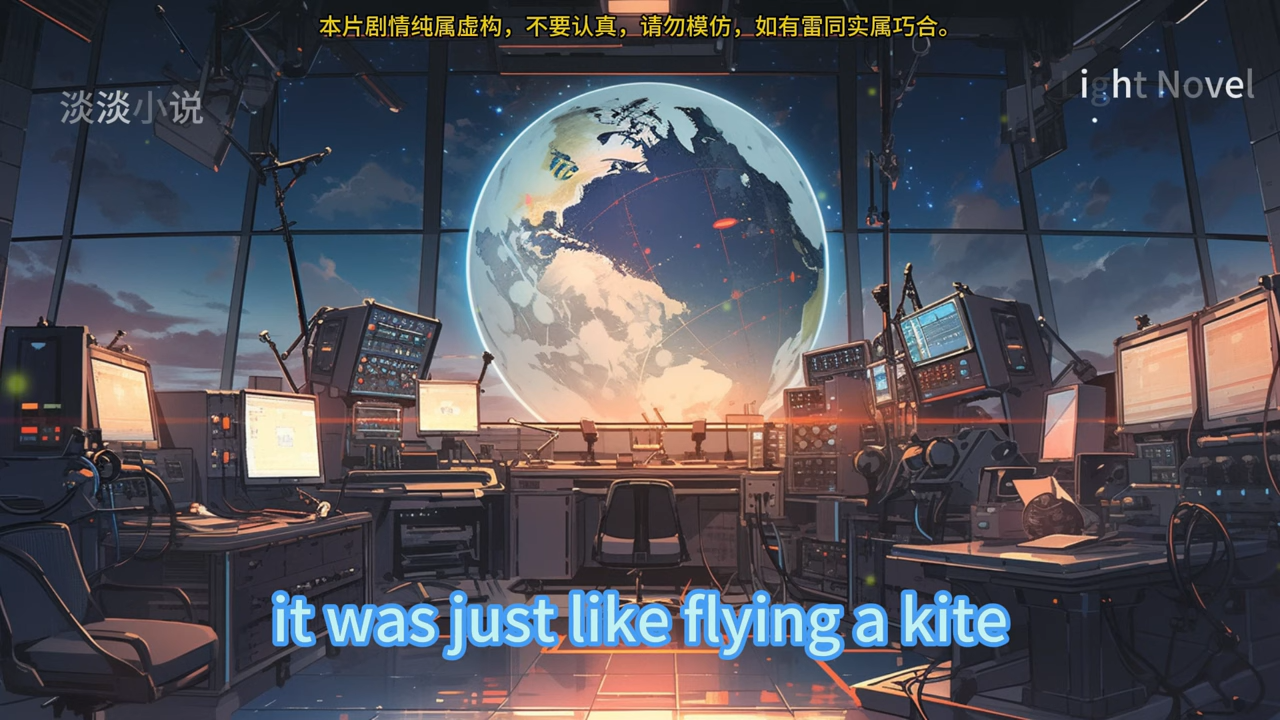 本片剧情纯属虚构，不要认真，请勿模仿，如有雷同实属巧合。
淡淡小说
Light Novel
it was just like flying a kite